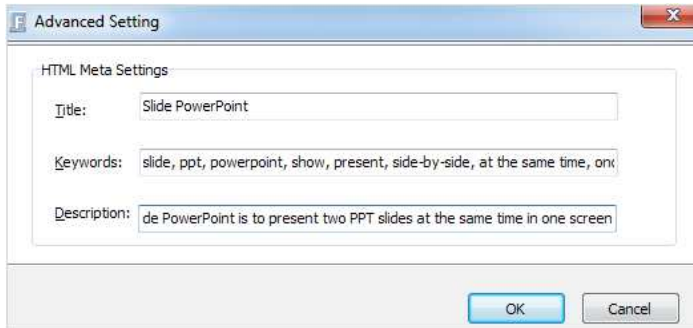 Advanced Setting
HTML Meta Settings
Title: Slide PowerPoint
Keywords: slide, ppt, powerpoint, show, present, side-by-side, at the same time, onc
Description: de PowerPoint is to present two PPT slides at the same time in one screen
OK Cancel